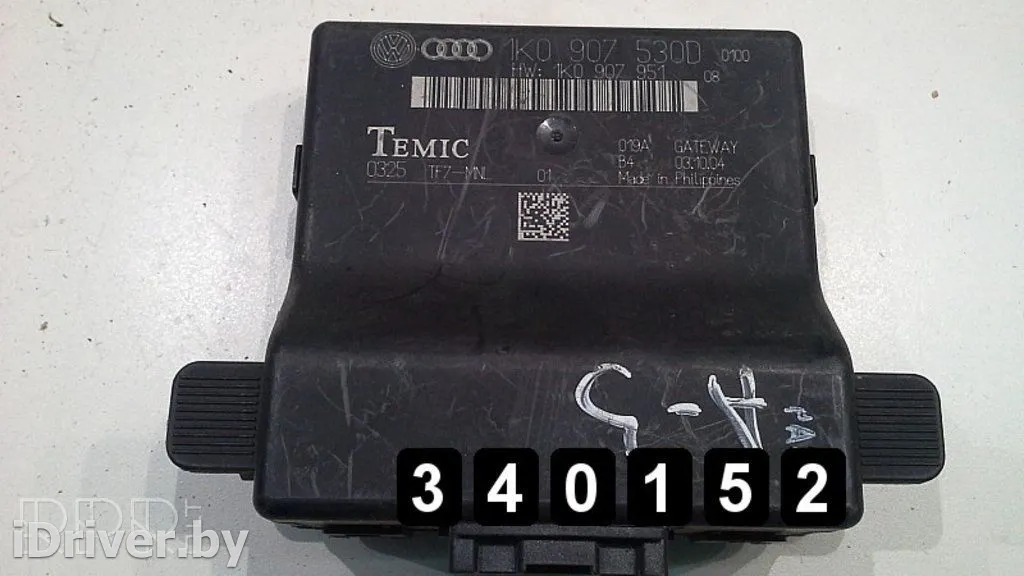 1K0 907 530D 0100
HW: 1K0 907 951 08
TEMIC
0325 TF7-MNL 01
019A GATEWAY
B4 03.10.04
Made in Philippines
340152
iDriver.by